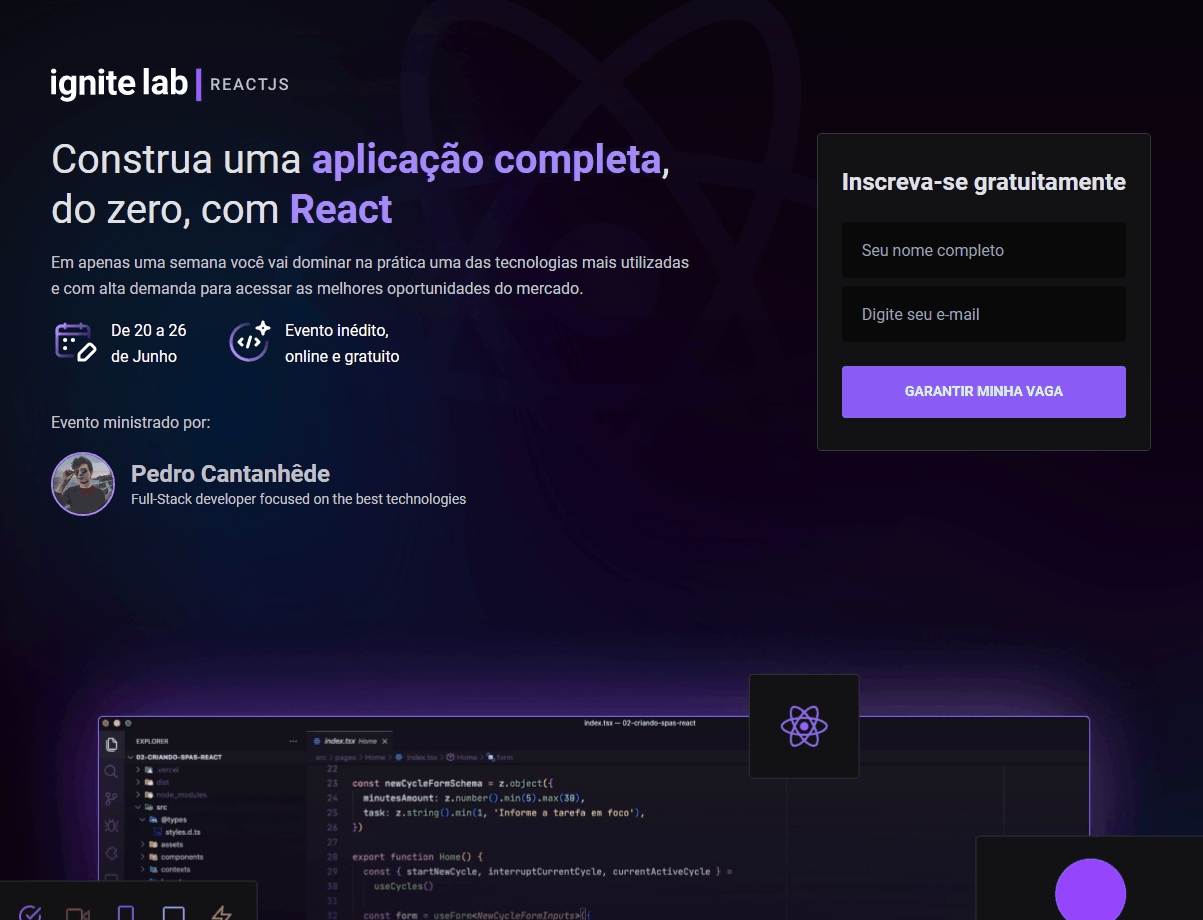 ignite lab | REACTJS
Construa uma aplicação completa,
do zero, com React
Em apenas uma semana você vai dominar na prática uma das tecnologias mais utilizadas
e com alta demanda para acessar as melhores oportunidades do mercado.
De 20 a 26
de Junho
Evento inédito,
online e gratuito
Evento ministrado por:
Pedro Cantanhêde
Full-Stack developer focused on the best technologies
Inscreva-se gratuitamente
Seu nome completo
Digite seu e-mail
GARANTIR MINHA VAGA
index.tsx — 02-criando-spas-react
EXPLORER
02-CRIANDO-SPAS-REACT
.vercel
dist
node_modules
src
@types
styles.d.ts
assets
components
contexts
index.tsx Home
src > pages > Home > index.tsx > Home > form
22
23 const newCycleFormSchema = z.object({
24 minutesAmount: z.number().min(5).max(30),
25 task: z.string().min(1, 'Informe a tarefa em foco'),
26 })
27
28 export function Home() {
29 const { startNewCycle, interruptCurrentCycle, currentActiveCycle } =
30 useCycles()
31
32 const form = useForm<NewCycleFormInputs>({